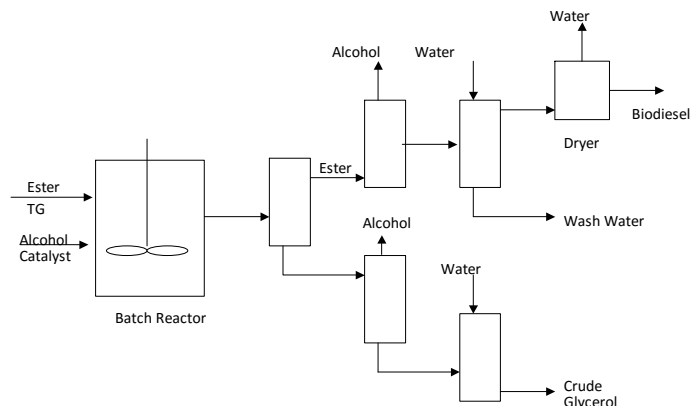 Water
Alcohol
Water
Biodiesel
Dryer
Ester
Ester
TG
Wash Water
Alcohol
Alcohol
Catalyst
Water
Batch Reactor
Crude
Glycerol